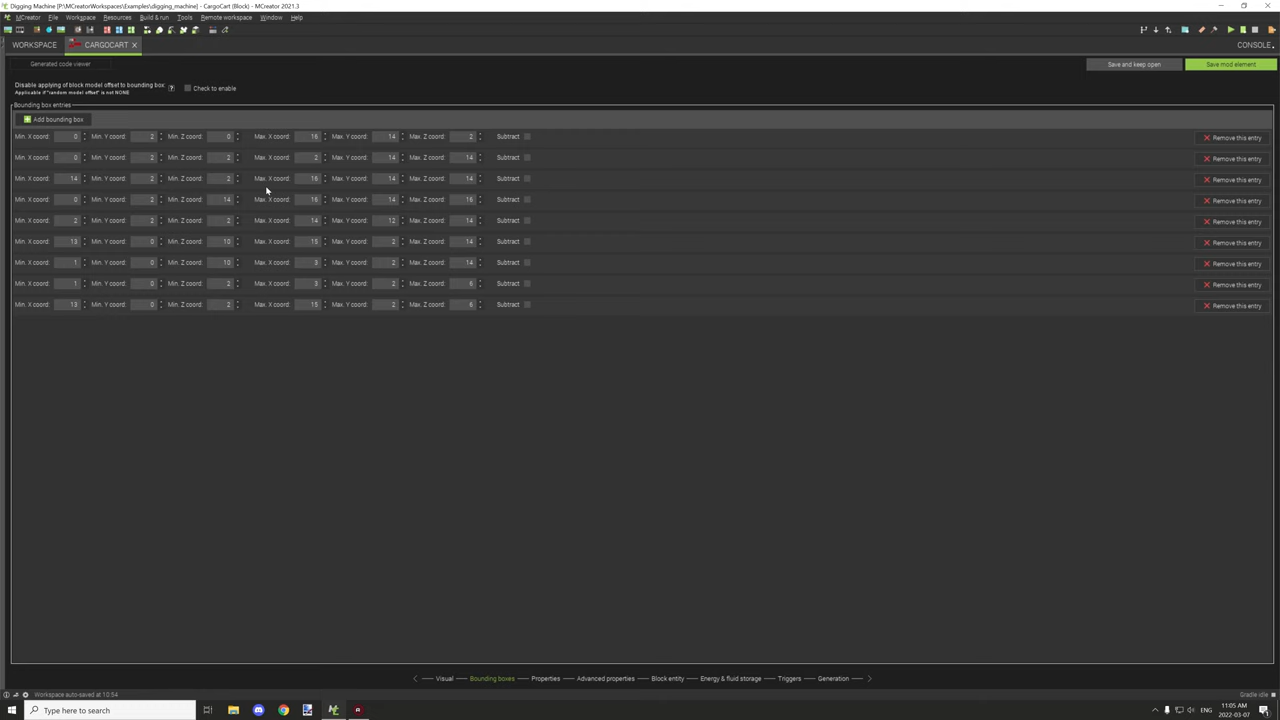 Digging Machine [P:\MCreatorWorkspaces\Examples\digging_machine] - CargoCart (Block) - MCreator 2021.3
MCreator File Workspace Resources Build & run Tools Remote workspace Window Help
WORKSPACE CARGOCART CONSOLE
Generated code viewer Save and keep open Save mod element
Disable applying of block model offset to bounding box: Check to enable
Applicable if "random model offset" is not NONE.
Bounding box entries
Add bounding box
Min. X coord: 0 Min. Y coord: 2 Min. Z coord: 0 Max. X coord: 16 Max. Y coord: 14 Max. Z coord: 2 Subtract Remove this entry
Min. X coord: 0 Min. Y coord: 2 Min. Z coord: 2 Max. X coord: 2 Max. Y coord: 14 Max. Z coord: 14 Subtract Remove this entry
Min. X coord: 14 Min. Y coord: 2 Min. Z coord: 2 Max. X coord: 16 Max. Y coord: 14 Max. Z coord: 14 Subtract Remove this entry
Min. X coord: 0 Min. Y coord: 2 Min. Z coord: 14 Max. X coord: 16 Max. Y coord: 14 Max. Z coord: 16 Subtract Remove this entry
Min. X coord: 2 Min. Y coord: 2 Min. Z coord: 2 Max. X coord: 14 Max. Y coord: 12 Max. Z coord: 14 Subtract Remove this entry
Min. X coord: 13 Min. Y coord: 0 Min. Z coord: 10 Max. X coord: 15 Max. Y coord: 2 Max. Z coord: 14 Subtract Remove this entry
Min. X coord: 1 Min. Y coord: 0 Min. Z coord: 10 Max. X coord: 3 Max. Y coord: 2 Max. Z coord: 14 Subtract Remove this entry
Min. X coord: 1 Min. Y coord: 0 Min. Z coord: 2 Max. X coord: 3 Max. Y coord: 2 Max. Z coord: 6 Subtract Remove this entry
Min. X coord: 13 Min. Y coord: 0 Min. Z coord: 2 Max. X coord: 15 Max. Y coord: 2 Max. Z coord: 6 Subtract Remove this entry
Visual Bounding boxes Properties Advanced properties Block entity Energy & fluid storage Triggers Generation
Workspace auto-saved at 10:54 Gradle idle
Type here to search ENG 11:05 AM
2022-03-07